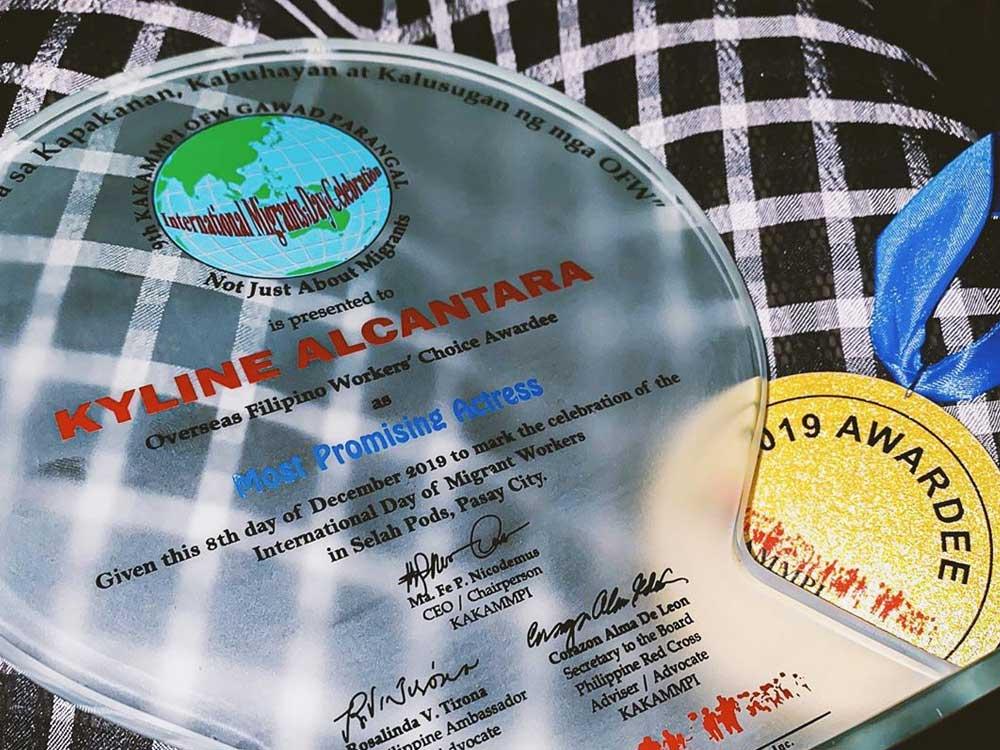 sa Kapakanan, Kabuhayan at Kalusugan ng mga OFW"
9th KAKAMMPI OFW GAWAD PARANGAL
International Migrants Day Celebration
Not Just About Migrants
is presented to
KYLINE ALCANTARA
Overseas Filipino Workers' Choice Awardee
as
Most Promising Actress
Given this 8th day of December 2019 to mark the celebration of the
International Day of Migrant Workers
in Selah Pods, Pasay City.
Ma. Fe P. Nicodemus
CEO / Chairperson
KAKAMMPI
Corazon Alma De Leon
Secretary to the Board
Philippine Red Cross
Adviser / Advocate
KAKAMMPI
Rosalinda V. Tirona
Ambassador
Inc.
2019 AWARDEE